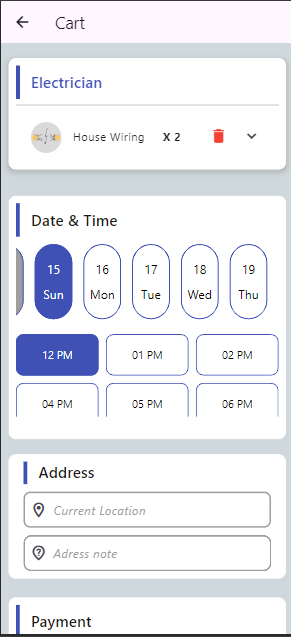 Cart
Electrician
House Wiring X 2
Date & Time
15 16 17 18 19
Sun Mon Tue Wed Thu
12 PM 01 PM 02 PM
04 PM 05 PM 06 PM
Address
Current Location
Adress note
Payment